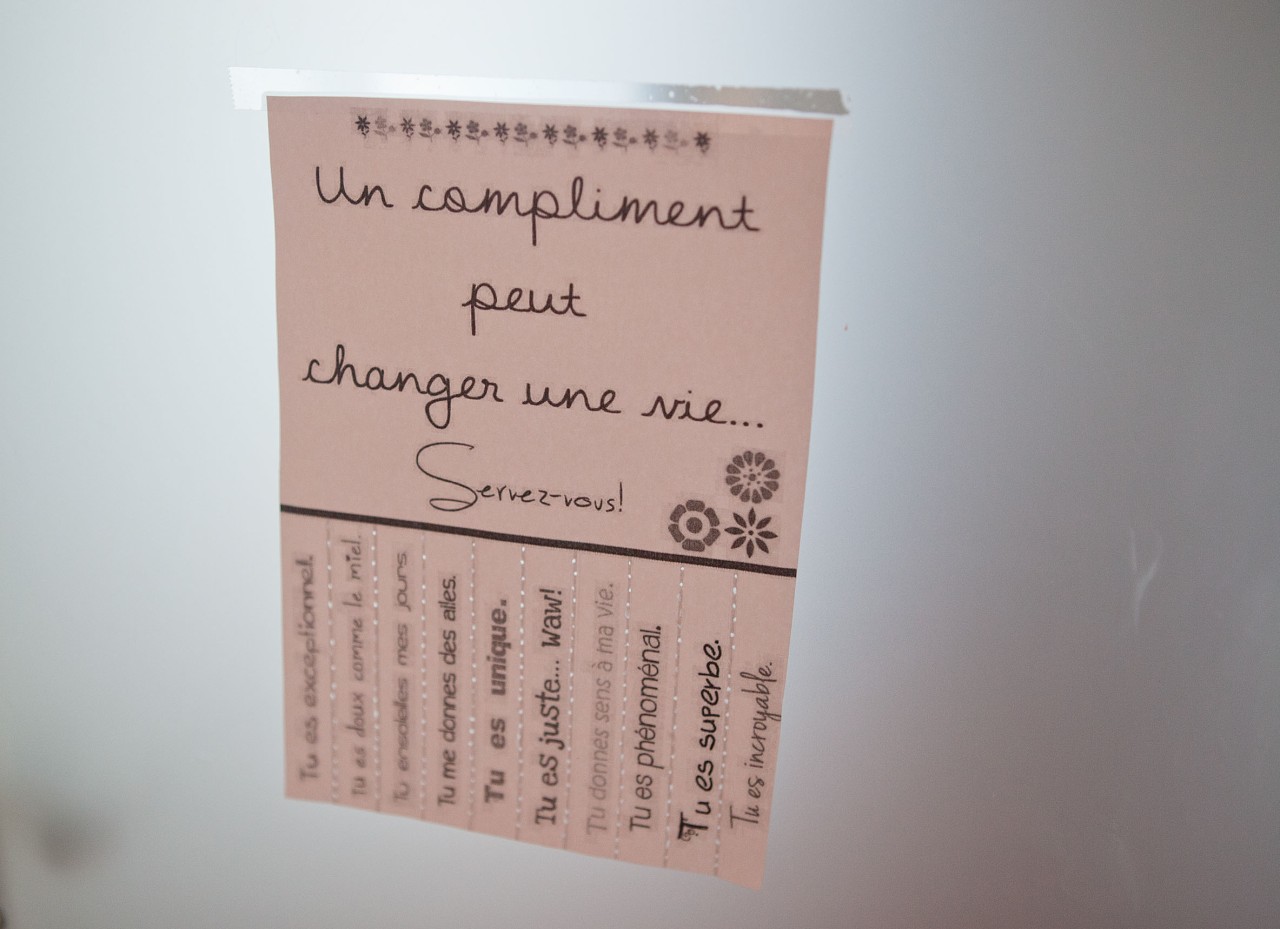 Un compliment
peut
changer une vie...
Servez-vous!
Tu es exceptionnel.
Tu es doux comme le miel.
Tu ensoleilles mes jours.
Tu me donnes des ailes.
Tu es unique.
Tu es juste... Waw!
Tu donnes sens à ma vie.
Tu es phénoménal.
Tu es superbe.
Tu es incroyable.